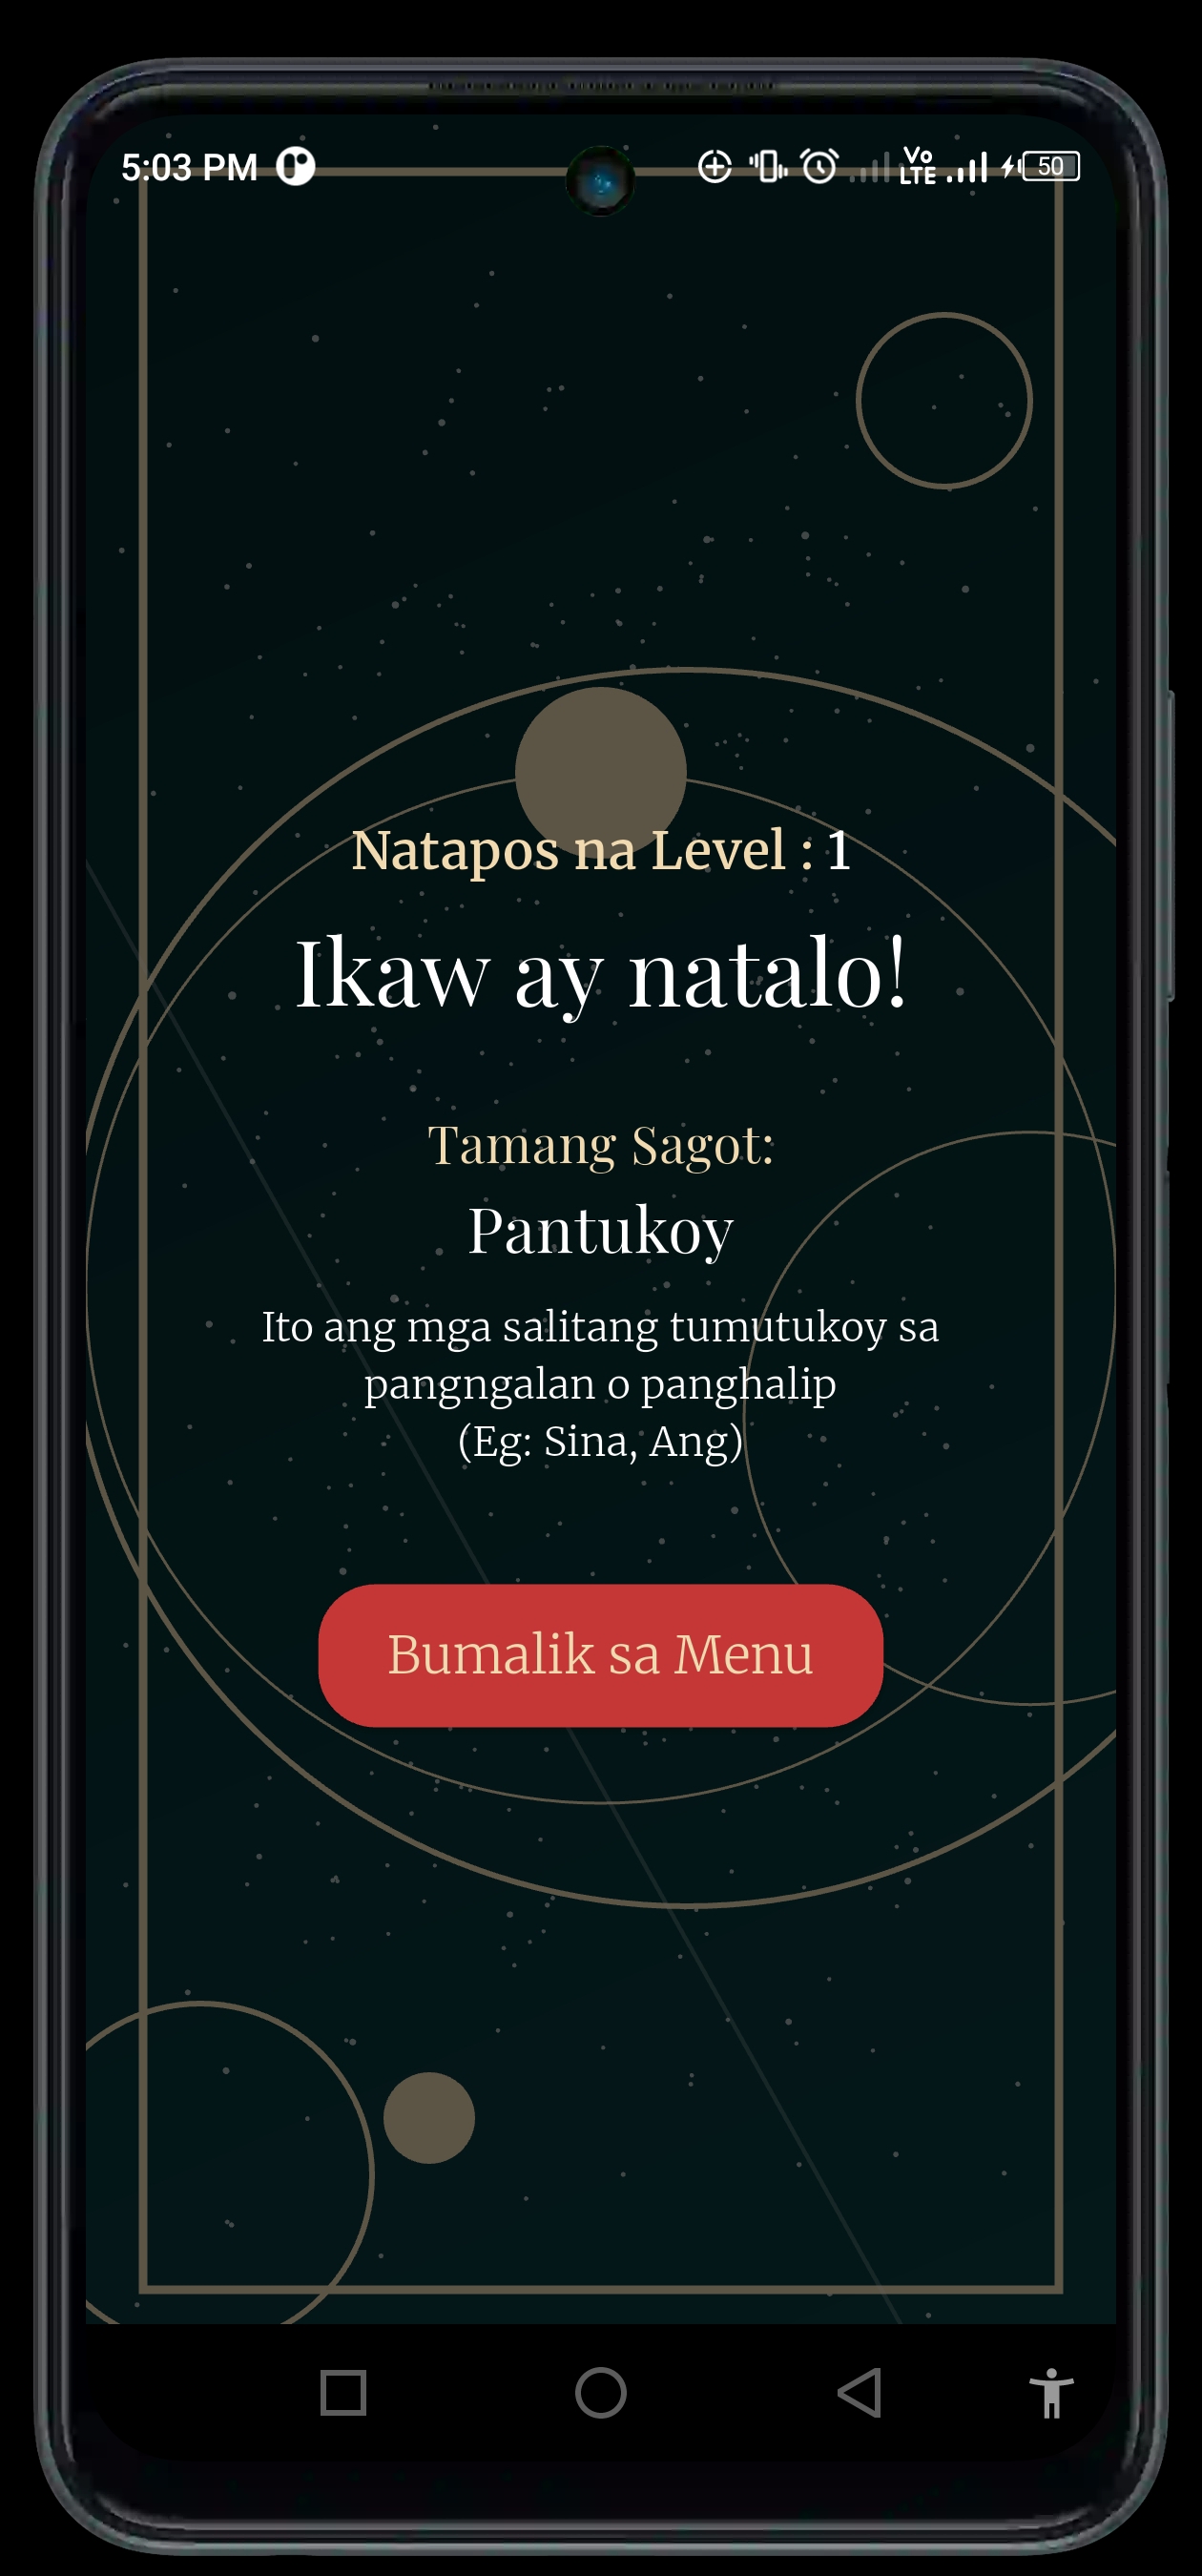 5:03 PM
Vo
LTE
50
Natapos na Level : 1
Ikaw ay natalo!
Tamang Sagot:
Pantukoy
Ito ang mga salitang tumutukoy sa
pangngalan o panghalip
(Eg: Sina, Ang)
Bumalik sa Menu